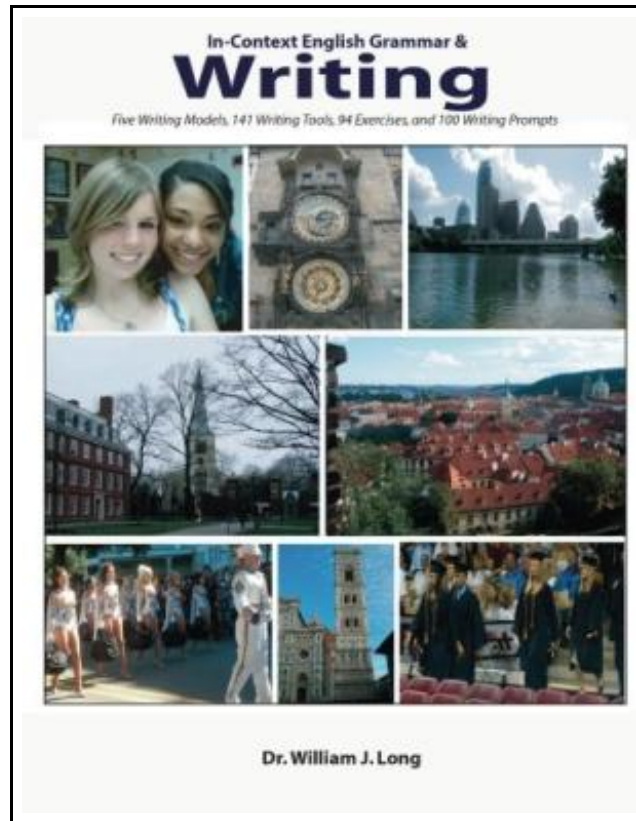 In-Context English Grammar &
Writing
Five Writing Models, 141 Writing Tools, 94 Exercises, and 100 Writing Prompts
Dr. William J. Long